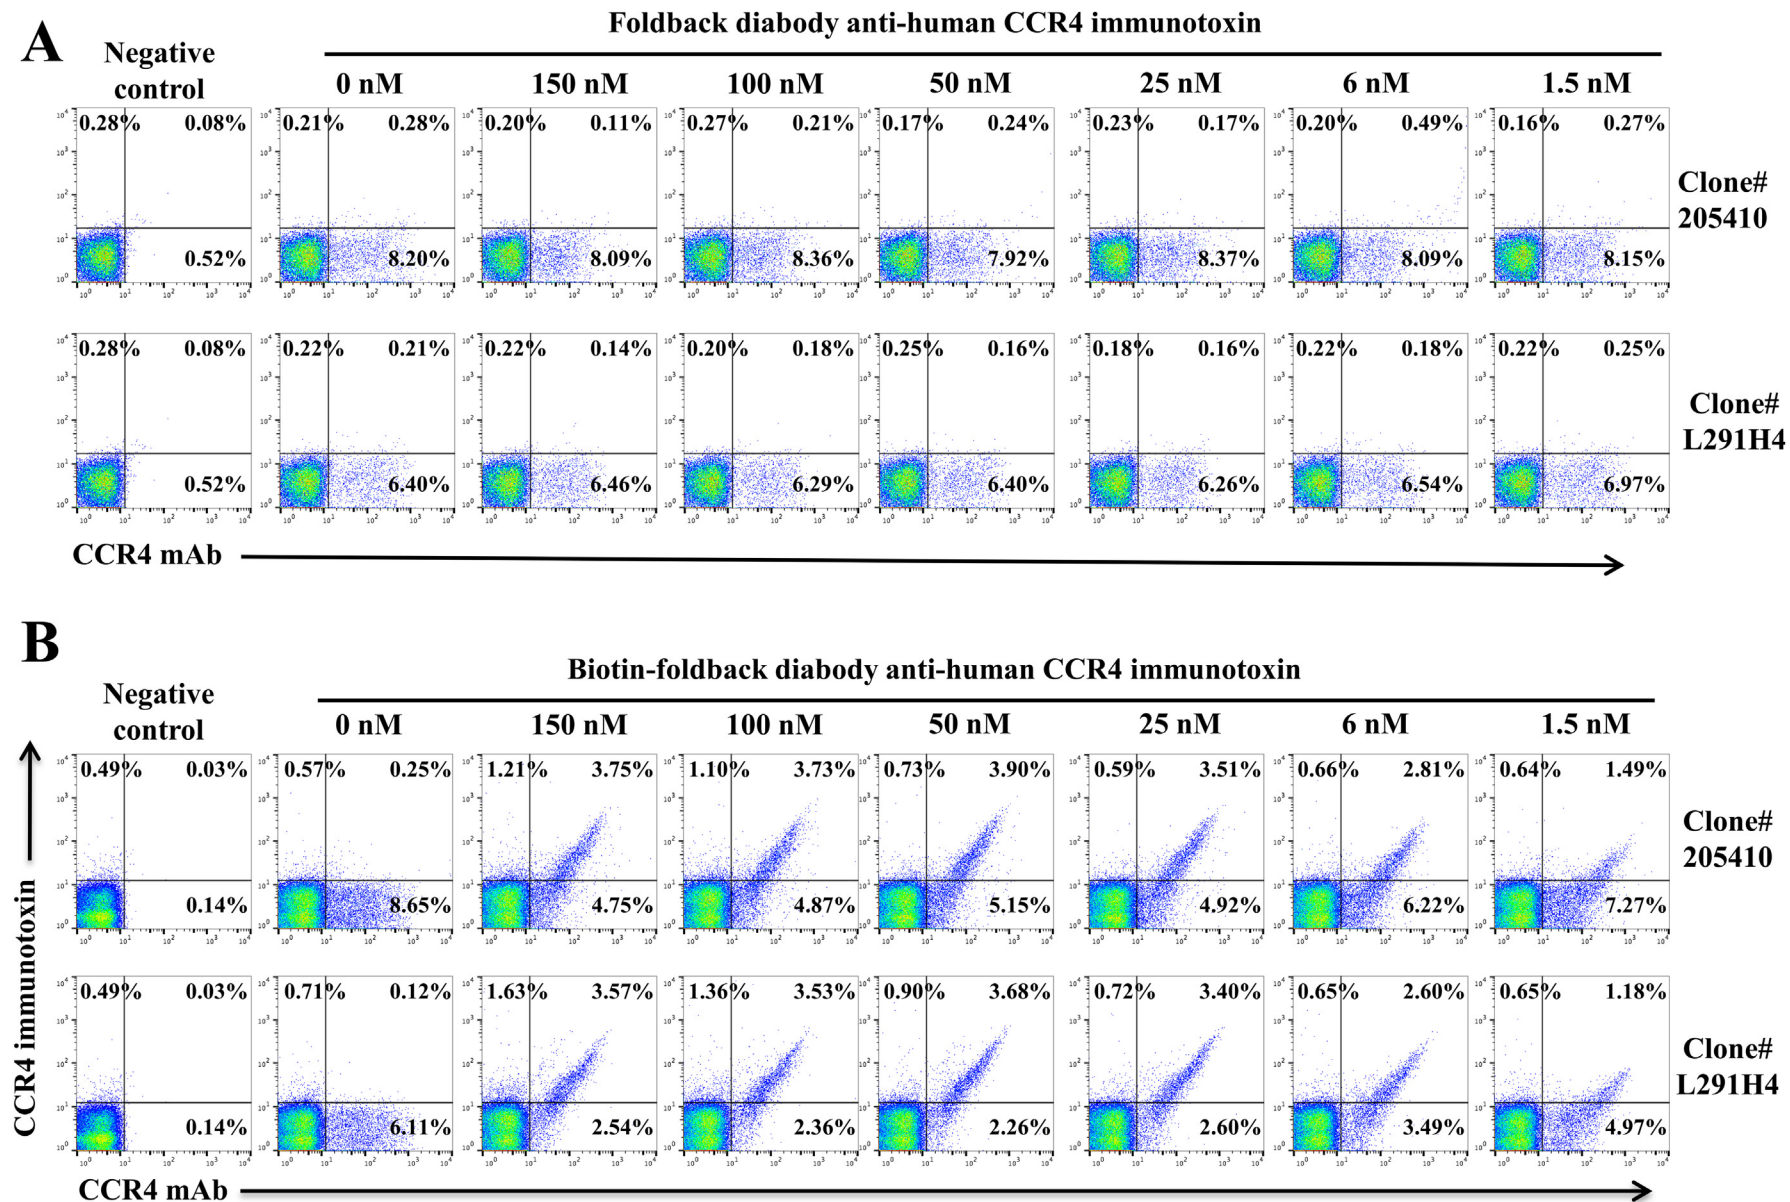 A
Foldback diabody anti-human CCR4 immunotoxin
Negative
control
0 nM 150 nM 100 nM 50 nM 25 nM 6 nM 1.5 nM
0.28% 0.08% 0.21% 0.28% 0.20% 0.11% 0.27% 0.21% 0.17% 0.24% 0.23% 0.17% 0.20% 0.49% 0.16% 0.27%
Clone#
205410
0.52% 8.20% 8.09% 8.36% 7.92% 8.37% 8.09% 8.15%
0.28% 0.08% 0.22% 0.21% 0.22% 0.14% 0.20% 0.18% 0.25% 0.16% 0.18% 0.16% 0.22% 0.18% 0.22% 0.25%
Clone#
L291H4
0.52% 6.40% 6.46% 6.29% 6.40% 6.26% 6.54% 6.97%
CCR4 mAb
B
Biotin-foldback diabody anti-human CCR4 immunotoxin
Negative
control
0 nM 150 nM 100 nM 50 nM 25 nM 6 nM 1.5 nM
0.49% 0.03% 0.57% 0.25% 1.21% 3.75% 1.10% 3.73% 0.73% 3.90% 0.59% 3.51% 0.66% 2.81% 0.64% 1.49%
Clone#
205410
0.14% 8.65% 4.75% 4.87% 5.15% 4.92% 6.22% 7.27%
0.49% 0.03% 0.71% 0.12% 1.63% 3.57% 1.36% 3.53% 0.90% 3.68% 0.72% 3.40% 0.65% 2.60% 0.65% 1.18%
Clone#
L291H4
0.14% 6.11% 2.54% 2.36% 2.26% 2.60% 3.49% 4.97%
CCR4 immunotoxin
CCR4 mAb